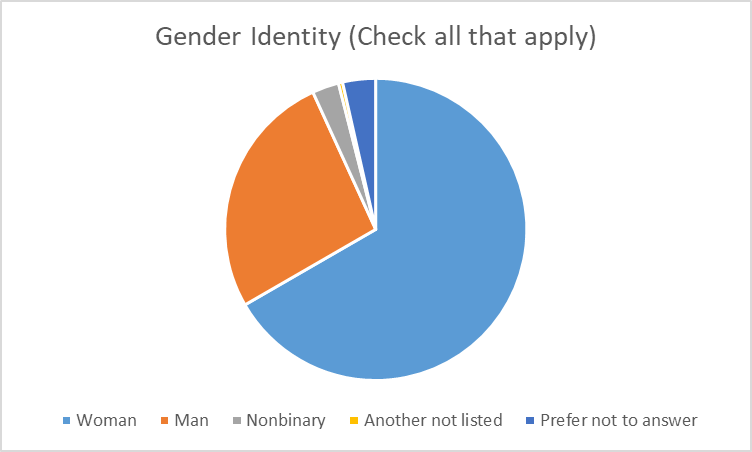 Gender Identity (Check all that apply)
Woman Man Nonbinary Another not listed Prefer not to answer